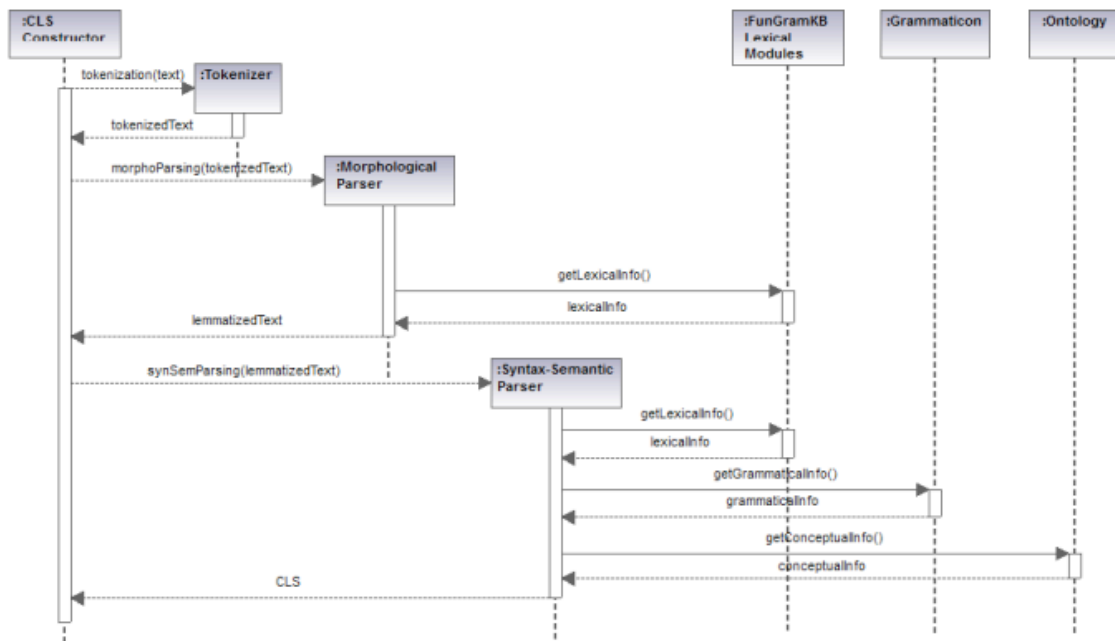 :CLS
Constructor
:FunGramKB
Lexical
Modules
:Grammaticon
:Ontology
tokenization(text)
:Tokenizer
tokenizedText
morphoParsing(tokenizedText)
:Morphological
Parser
getLexicalInfo()
lexicalInfo
lemmatizedText
synSemParsing(lemmatizedText)
:Syntax-Semantic
Parser
getLexicalInfo()
lexicalInfo
getGrammaticalInfo()
grammaticalInfo
getConceptualInfo()
conceptualInfo
CLS